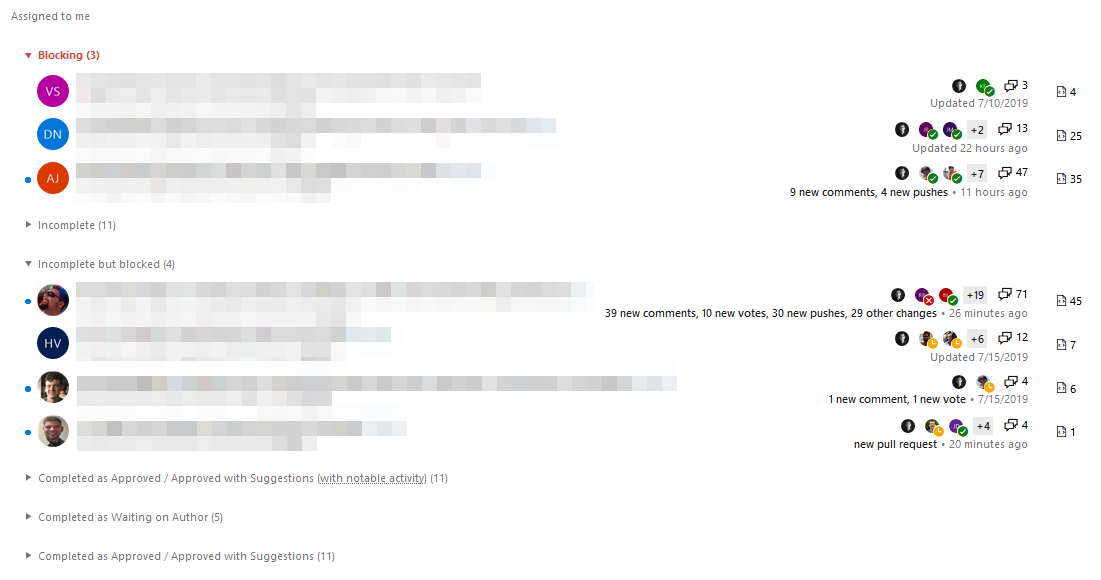 Assigned to me
Blocking (3)
VS
3
Updated 7/10/2019
4
DN
+2
13
Updated 22 hours ago
25
AJ
+7
47
9 new comments, 4 new pushes • 11 hours ago
35
Incomplete (11)
Incomplete but blocked (4)
+19
71
39 new comments, 10 new votes, 30 new pushes, 29 other changes • 26 minutes ago
45
HV
+6
12
Updated 7/15/2019
7
4
1 new comment, 1 new vote • 7/15/2019
6
+4
4
new pull request • 20 minutes ago
1
Completed as Approved / Approved with Suggestions (with notable activity) (11)
Completed as Waiting on Author (5)
Completed as Approved / Approved with Suggestions (11)